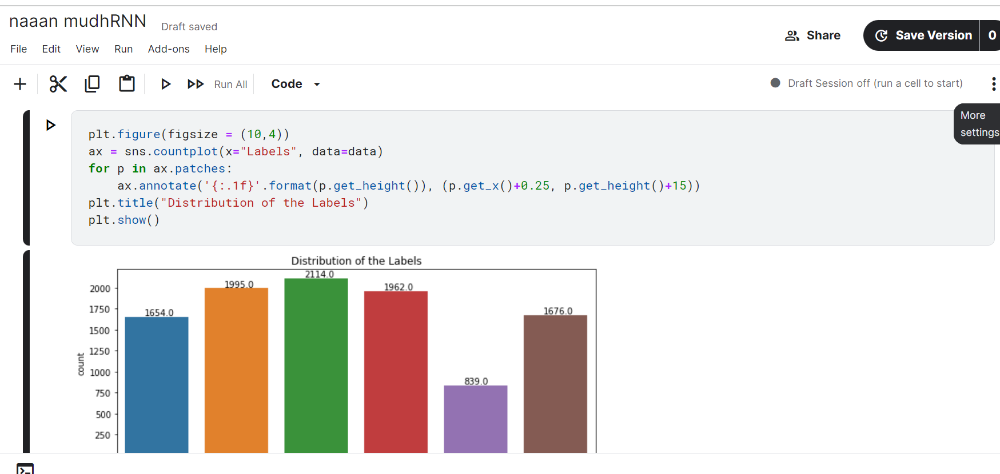 naaan mudhRNN
Draft saved
Share
Save Version
0
File Edit View Run Add-ons Help
Run All
Code
Draft Session off (run a cell to start)
More
settings
plt.figure(figsize = (10,4))
ax = sns.countplot(x="Labels", data=data)
for p in ax.patches:
    ax.annotate('{:.1f}'.format(p.get_height()), (p.get_x()+0.25, p.get_height()+15))
plt.title("Distribution of the Labels")
plt.show()
Distribution of the Labels
2114.0
1995.0
1962.0
1654.0
1676.0
839.0
2000
1750
1500
1250
1000
750
500
250
count